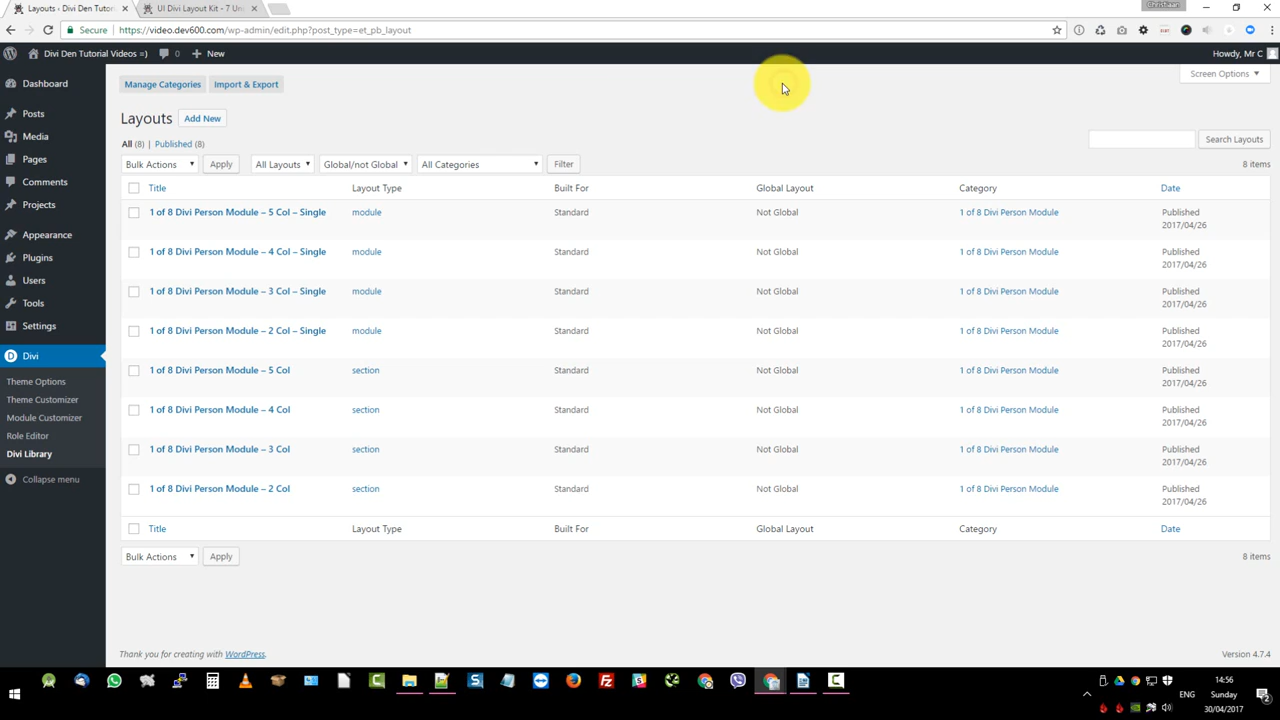 Layouts ‹ Divi Den Tutor
UI Divi Layout Kit - 7 Un
Christiaan
Secure
https://video.dev600.com/wp-admin/edit.php?post_type=et_pb_layout
Divi Den Tutorial Videos =)
0
New
Howdy, Mr C
Dashboard
Posts
Media
Pages
Comments
Projects
Appearance
Plugins
Users
Tools
Settings
Divi
Theme Options
Theme Customizer
Module Customizer
Role Editor
Divi Library
Collapse menu
Manage Categories
Import & Export
Screen Options
Layouts
Add New
All (8) | Published (8)
Search Layouts
Bulk Actions
Apply
All Layouts
Global/not Global
All Categories
Filter
8 items
Title Layout Type Built For Global Layout Category Date
1 of 8 Divi Person Module – 5 Col – Single module Standard Not Global 1 of 8 Divi Person Module Published
2017/04/26
1 of 8 Divi Person Module – 4 Col – Single module Standard Not Global 1 of 8 Divi Person Module Published
2017/04/26
1 of 8 Divi Person Module – 3 Col – Single module Standard Not Global 1 of 8 Divi Person Module Published
2017/04/26
1 of 8 Divi Person Module – 2 Col – Single module Standard Not Global 1 of 8 Divi Person Module Published
2017/04/26
1 of 8 Divi Person Module – 5 Col section Standard Not Global 1 of 8 Divi Person Module Published
2017/04/26
1 of 8 Divi Person Module – 4 Col section Standard Not Global 1 of 8 Divi Person Module Published
2017/04/26
1 of 8 Divi Person Module – 3 Col section Standard Not Global 1 of 8 Divi Person Module Published
2017/04/26
1 of 8 Divi Person Module – 2 Col section Standard Not Global 1 of 8 Divi Person Module Published
2017/04/26
Title Layout Type Built For Global Layout Category Date
Bulk Actions
Apply
8 items
Thank you for creating with WordPress.
Version 4.7.4
ENG
14:56
Sunday
30/04/2017